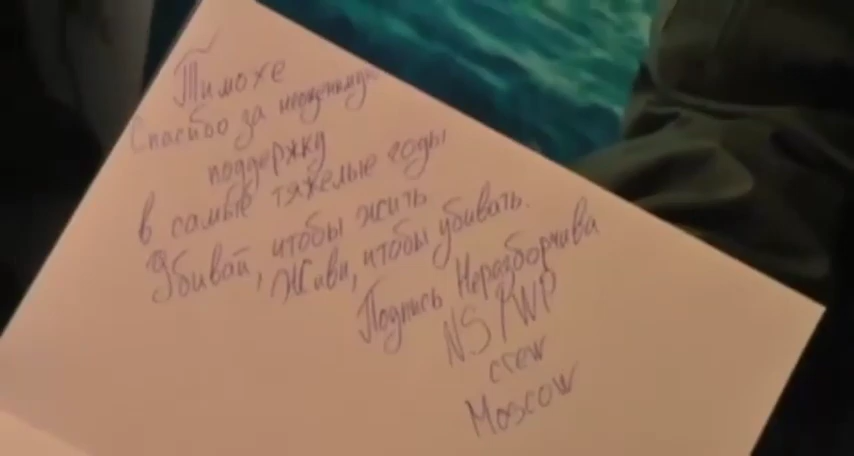 Тимохе
Спасибо за неоценимую
поддержку
в самые тяжелые годы
Убивай, чтобы жить
Живи, чтобы убивать.
Подпись Неразборчива
NS/WP
crew
Moscow